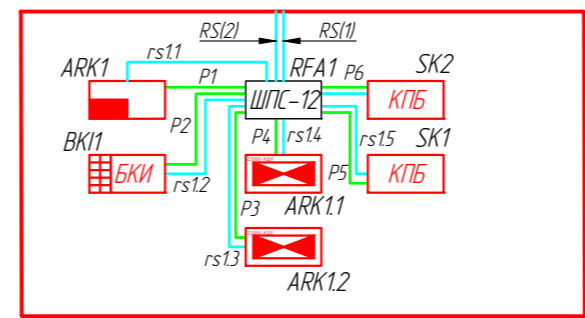 RS(2)
RS(1)
rs1.1
ARK1
P1
RFA1
P6
SK2
ШПС-12
КПБ
P2
BKI1
БКИ
rs1.2
P4
rs1.4
rs1.5
SK1
P5
КПБ
P3
ARK1.1
rs1.3
ARK1.2